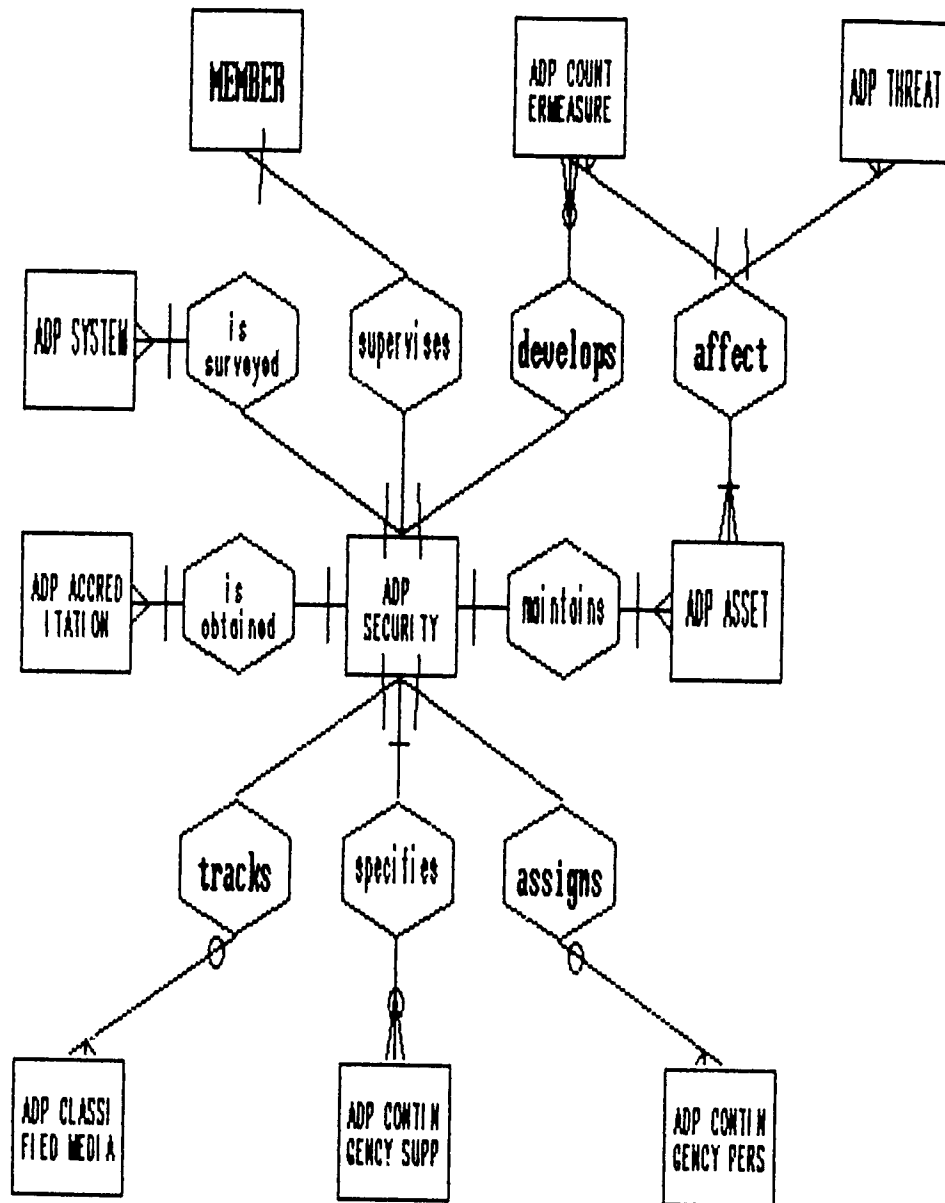 MEMBER
ADP COUNT
ERMEASURE
ADP THREAT
ADP SYSTEM
is
surveyed
supervises
develops
affect
ADP ACCRED
ITATION
is
obtained
ADP
SECURITY
maintains
ADP ASSET
tracks
specifies
assigns
ADP CLASSI
FIED MEDIA
ADP CONTIN
GENCY SUPP
ADP CONTIN
GENCY PERS